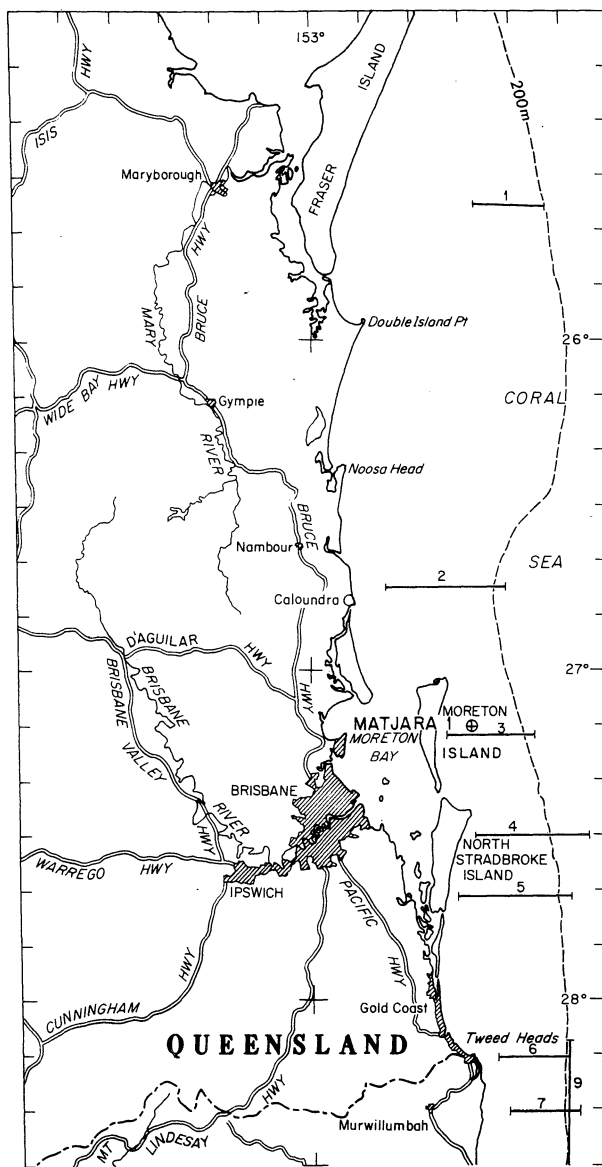 153°
HWY
ISLAND
200m
ISIS
Maryborough
FRASER
1
HWY
BRUCE
MARY
Double Island Pt
26°
WIDE BAY HWY
CORAL
Gympie
RIVER
Noosa Head
BRUCE
Nambour
SEA
2
Caloundra
D'AGUILAR
HWY
27°
HWY
BRISBANE
BRISBANE
MATJARA
1
MORETON
3
MORETON
BAY
ISLAND
VALLEY
BRISBANE
RIVER
HWY
4
NORTH
STRADBROKE
ISLAND
WARREGO HWY
5
IPSWICH
PACIFIC
HWY
HWY
28°
Gold Coast
CUNNINGHAM
QUEENSLAND
Tweed Heads
6
HWY
9
7
Murwillumbah
MT
LINDESAY